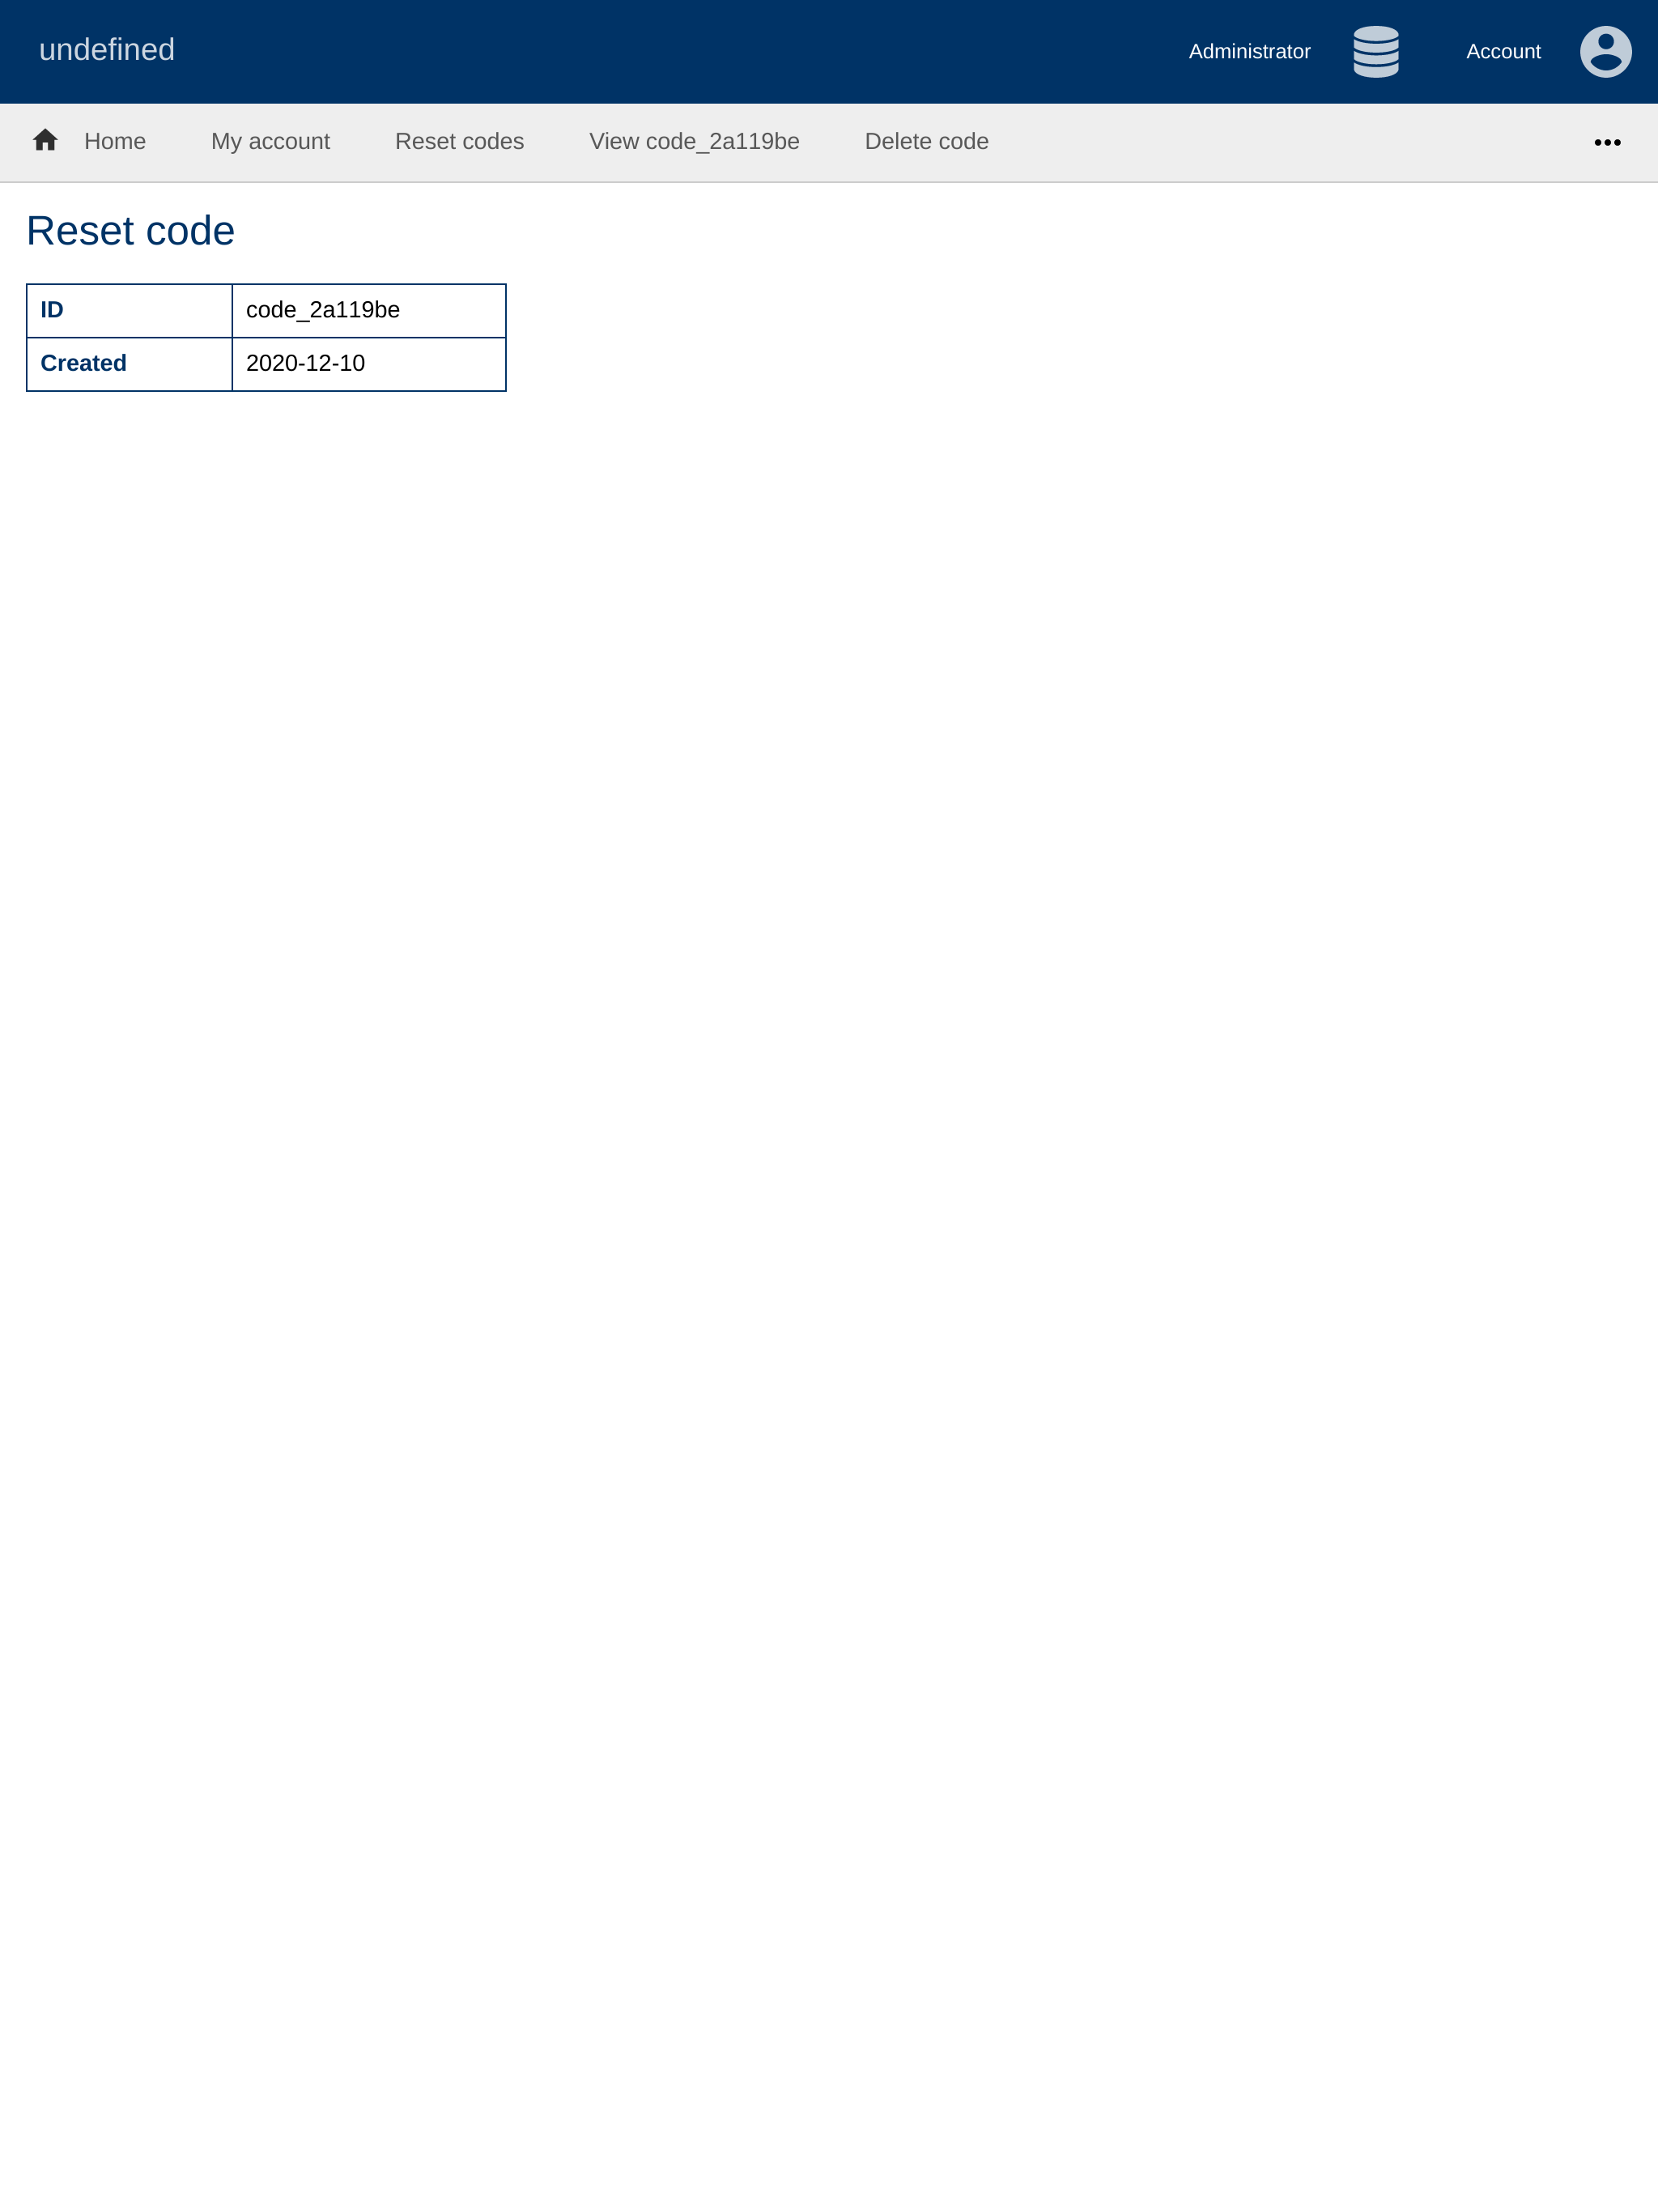 undefined Administrator Account
Home My account Reset codes View code_2a119be Delete code •••
Reset code
ID code_2a119be
Created 2020-12-10